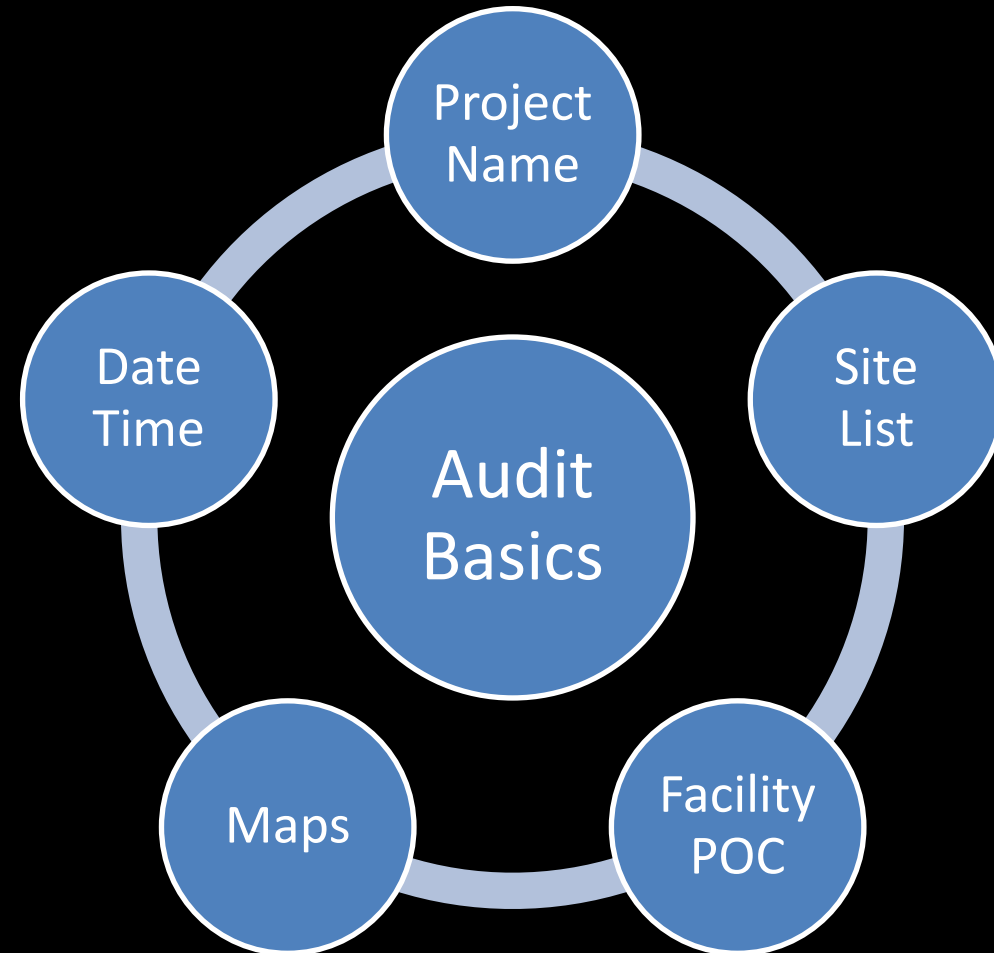 Project
Name
Site
List
Facility
POC
Maps
Date
Time
Audit
Basics